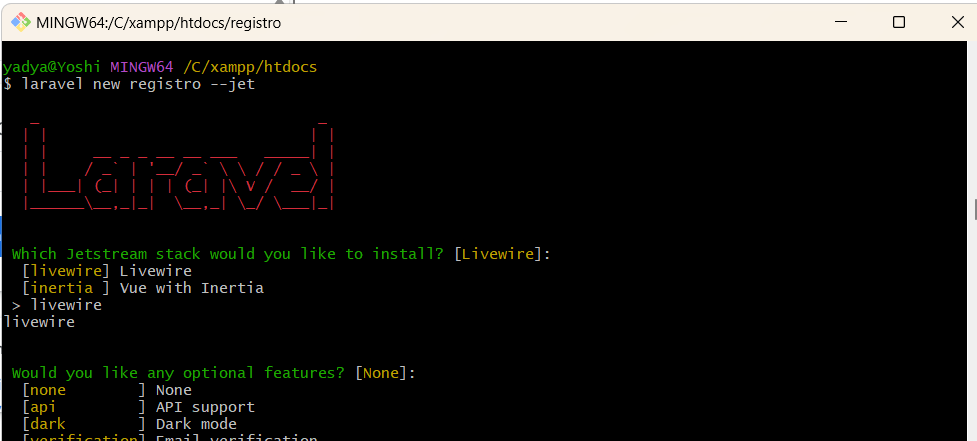 MINGW64:/C/xampp/htdocs/registro
yadya@Yoshi MINGW64 /C/xampp/htdocs
$ laravel new registro --jet
Laravel
Which Jetstream stack would you like to install? [Livewire]:
[livewire] Livewire
[inertia ] Vue with Inertia
> livewire
livewire
Would you like any optional features? [None]:
[none         ] None
[api          ] API support
[dark         ] Dark mode
[verification] Email verification